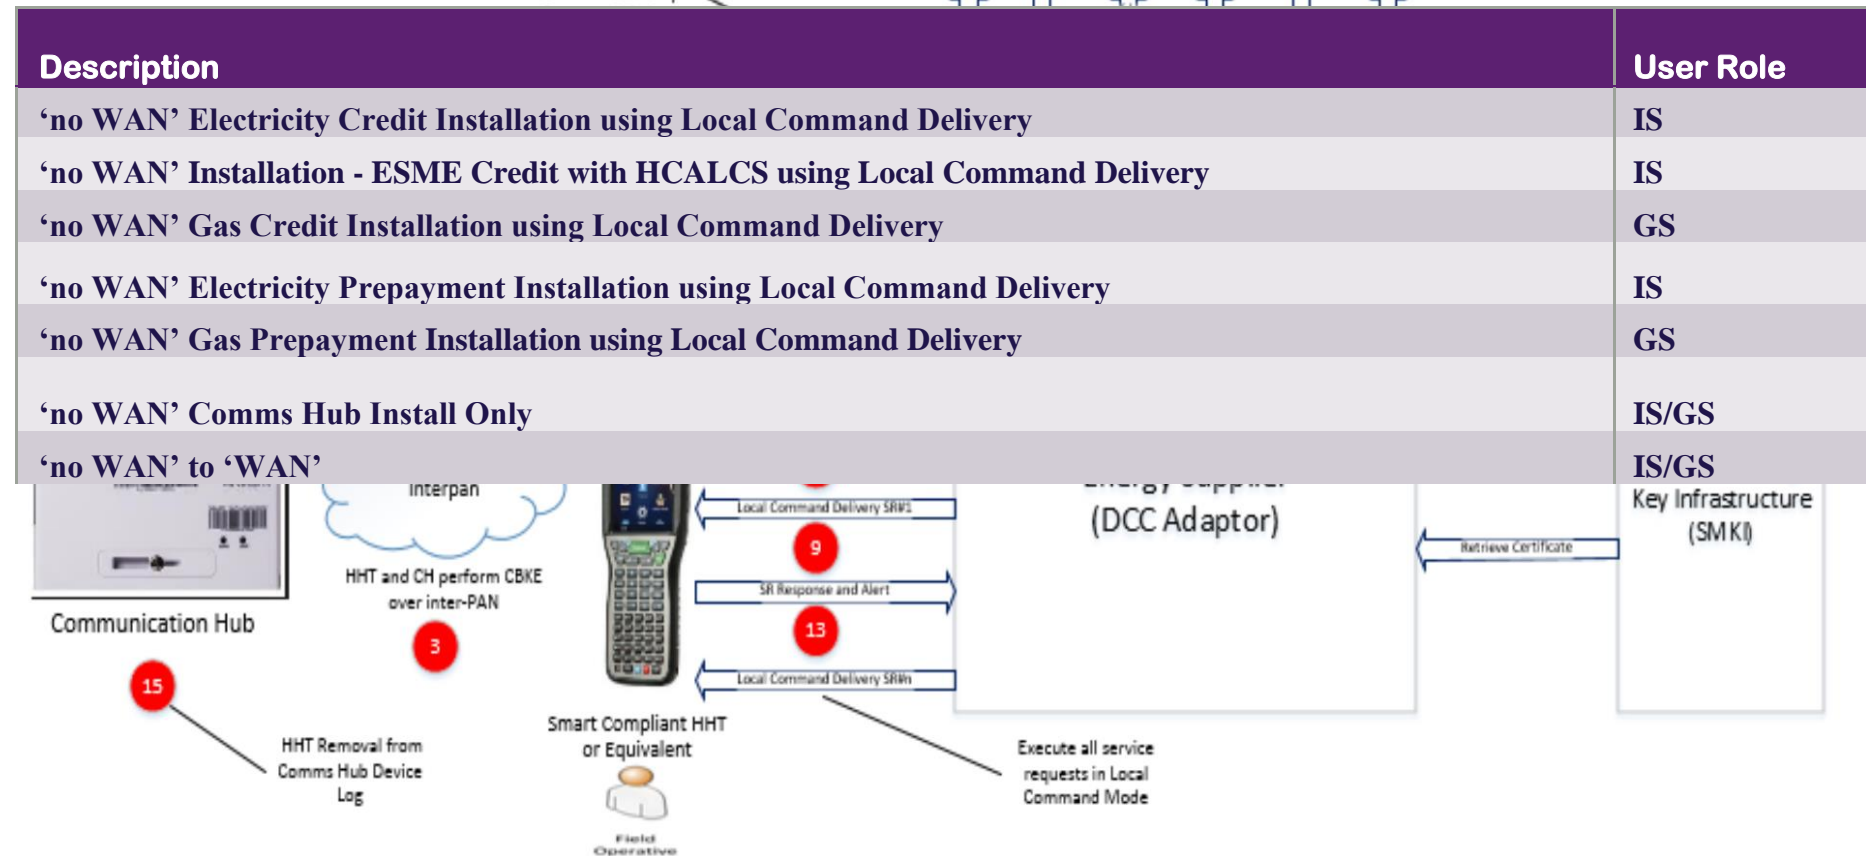 Description User Role
‘no WAN’ Electricity Credit Installation using Local Command Delivery IS
‘no WAN’ Installation - ESME Credit with HCALCS using Local Command Delivery IS
‘no WAN’ Gas Credit Installation using Local Command Delivery GS
‘no WAN’ Electricity Prepayment Installation using Local Command Delivery IS
‘no WAN’ Gas Prepayment Installation using Local Command Delivery GS
‘no WAN’ Comms Hub Install Only IS/GS
‘no WAN’ to ‘WAN’ IS/GS
Interpan
HHT and CH perform CBKE
over inter-PAN
3
Communication Hub
15
HHT Removal from
Comms Hub Device
Log
Local Command Delivery SR#1
9
SR Response and Alert
13
Local Command Delivery SR#n
Smart Compliant HHT
or Equivalent
Field
Operative
Execute all service
requests in Local
Command Mode
Energy Supplier
(DCC Adaptor)
Retrieve Certificate
Key Infrastructure
(SMKI)